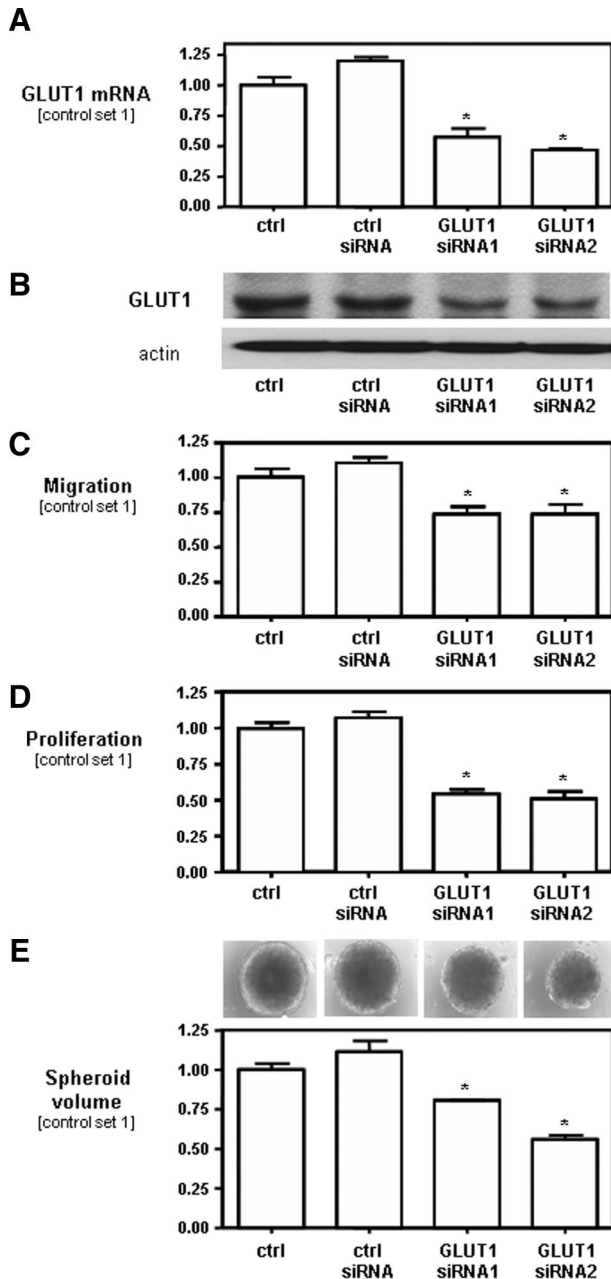 A
GLUT1 mRNA
[control set 1]
1.25
1.00
0.75
0.50
0.25
0.00
*
*
ctrl
ctrl siRNA
GLUT1 siRNA1
GLUT1 siRNA2
B
GLUT1
actin
ctrl
ctrl siRNA
GLUT1 siRNA1
GLUT1 siRNA2
C
Migration
[control set 1]
1.25
1.00
0.75
0.50
0.25
0.00
*
*
ctrl
ctrl siRNA
GLUT1 siRNA1
GLUT1 siRNA2
D
Proliferation
[control set 1]
1.25
1.00
0.75
0.50
0.25
0.00
*
*
ctrl
ctrl siRNA
GLUT1 siRNA1
GLUT1 siRNA2
E
Spheroid
volume
[control set 1]
1.25
1.00
0.75
0.50
0.25
0.00
*
*
ctrl
ctrl siRNA
GLUT1 siRNA1
GLUT1 siRNA2